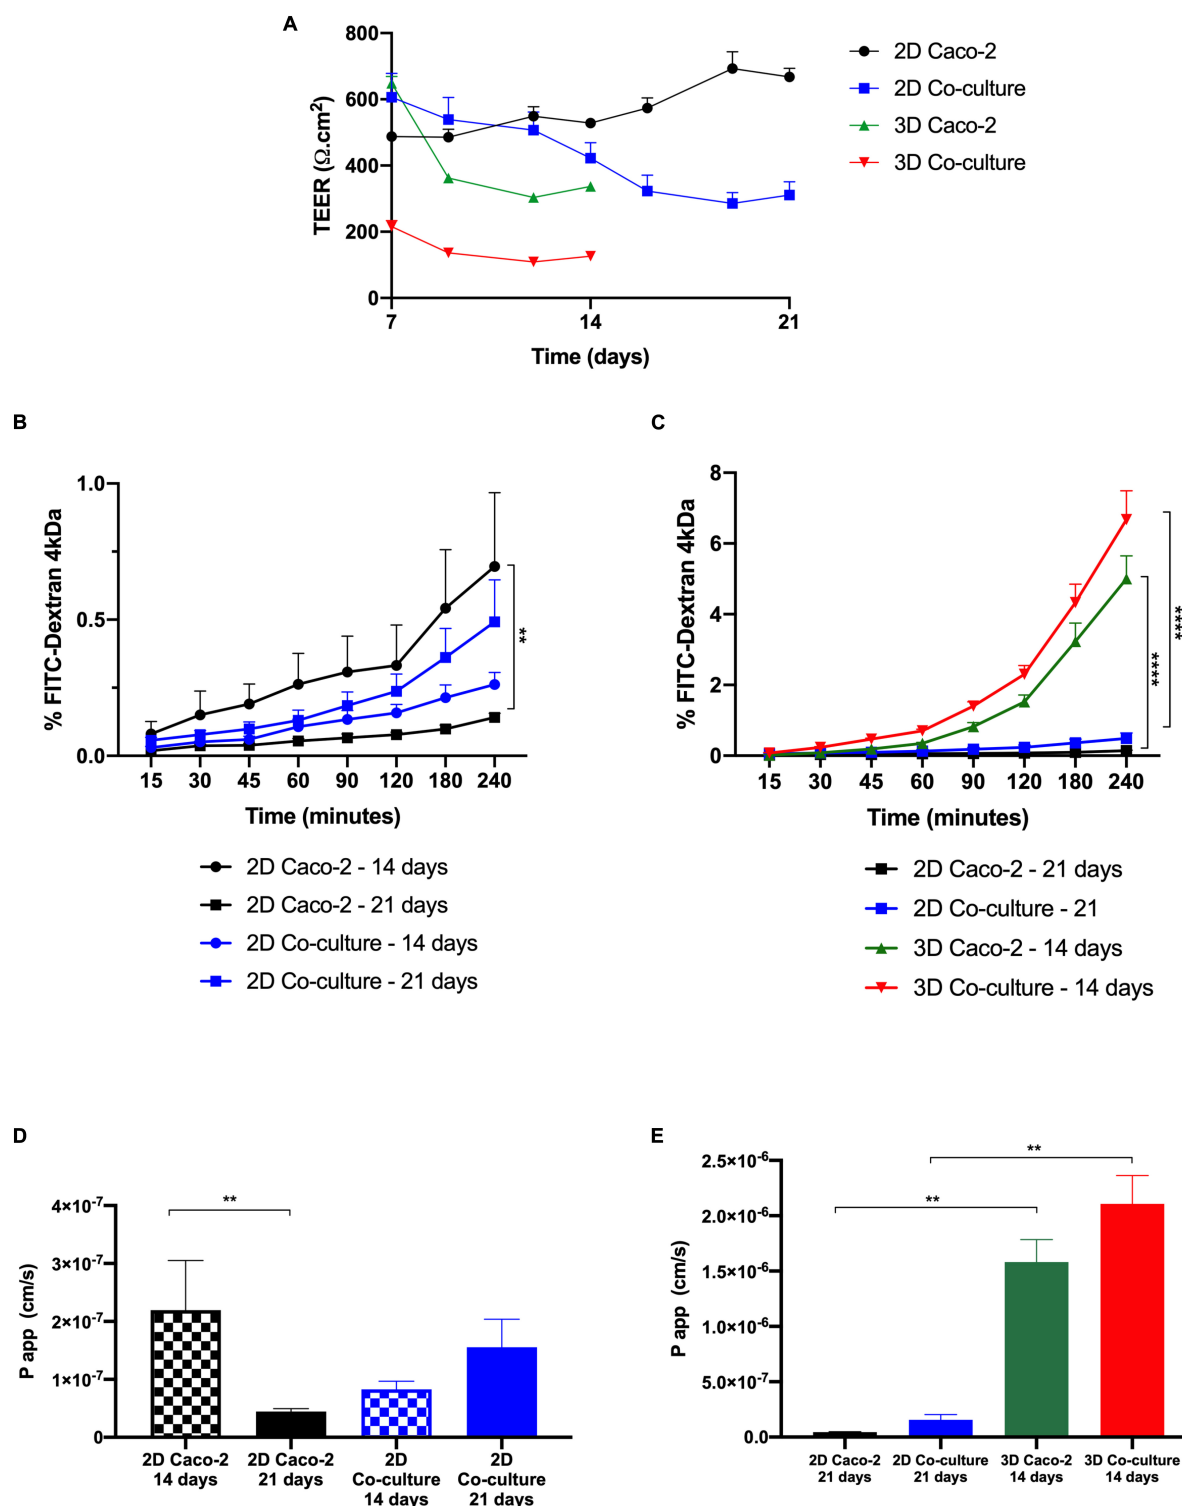 A
800
600
400
200
0
TEER (Ω.cm²)
7
14
21
Time (days)
2D Caco-2
2D Co-culture
3D Caco-2
3D Co-culture
B
1.0
0.5
0.0
% FITC-Dextran 4kDa
**
15 30 45 60 90 120 180 240
Time (minutes)
2D Caco-2 - 14 days
2D Caco-2 - 21 days
2D Co-culture - 14 days
2D Co-culture - 21 days
C
8
6
4
2
0
% FITC-Dextran 4kDa
****
****
15 30 45 60 90 120 180 240
Time (minutes)
2D Caco-2 - 21 days
2D Co-culture - 21
3D Caco-2 - 14 days
3D Co-culture - 14 days
D
4×10⁻⁷
3×10⁻⁷
2×10⁻⁷
1×10⁻⁷
0
P app (cm/s)
**
2D Caco-2
14 days
2D Caco-2
21 days
2D
Co-culture
14 days
2D
Co-culture
21 days
E
2.5×10⁻⁶
2.0×10⁻⁶
1.5×10⁻⁶
1.0×10⁻⁶
5.0×10⁻⁷
0.0
P app (cm/s)
**
**
2D Caco-2
21 days
2D Co-culture
21 days
3D Caco-2
14 days
3D Co-culture
14 days